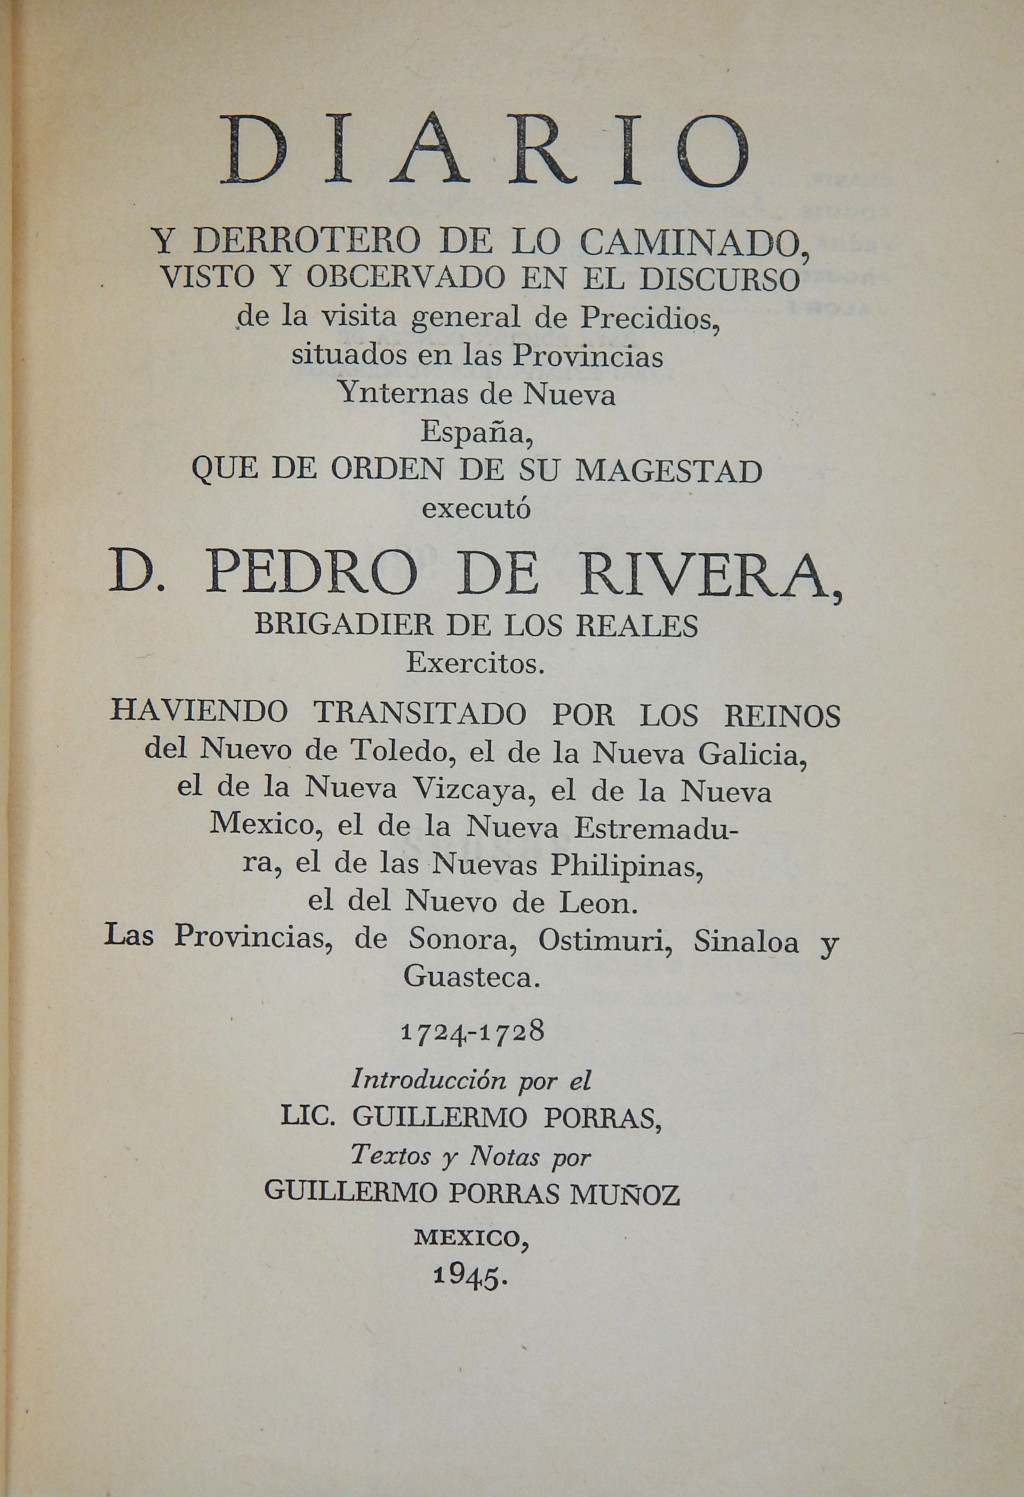 DIARIO
Y DERROTERO DE LO CAMINADO,
VISTO Y OBCERVADO EN EL DISCURSO
de la visita general de Precidios,
situados en las Provincias
Ynternas de Nueva
España,
QUE DE ORDEN DE SU MAGESTAD
executó
D. PEDRO DE RIVERA,
BRIGADIER DE LOS REALES
Exercitos.
HAVIENDO TRANSITADO POR LOS REINOS
del Nuevo de Toledo, el de la Nueva Galicia,
el de la Nueva Vizcaya, el de la Nueva
Mexico, el de la Nueva Estremadu-
ra, el de las Nuevas Philipinas,
el del Nuevo de Leon.
Las Provincias, de Sonora, Ostimuri, Sinaloa y
Guasteca.
1724-1728
Introducción por el
LIC. GUILLERMO PORRAS,
Textos y Notas por
GUILLERMO PORRAS MUÑOZ
MEXICO,
1945.